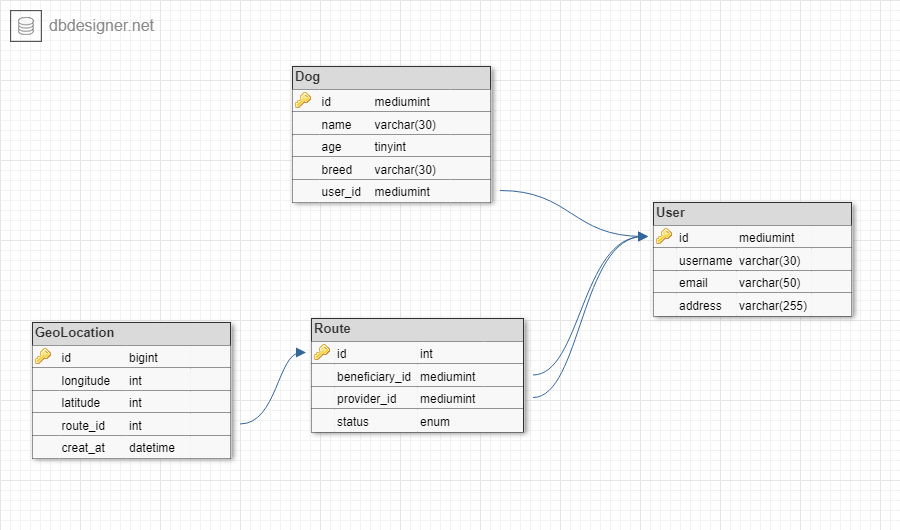 dbdesigner.net
Dog
id mediumint
name varchar(30)
age tinyint
breed varchar(30)
user_id mediumint
User
id mediumint
username varchar(30)
email varchar(50)
address varchar(255)
GeoLocation
id bigint
longitude int
latitude int
route_id int
creat_at datetime
Route
id int
beneficiary_id mediumint
provider_id mediumint
status enum